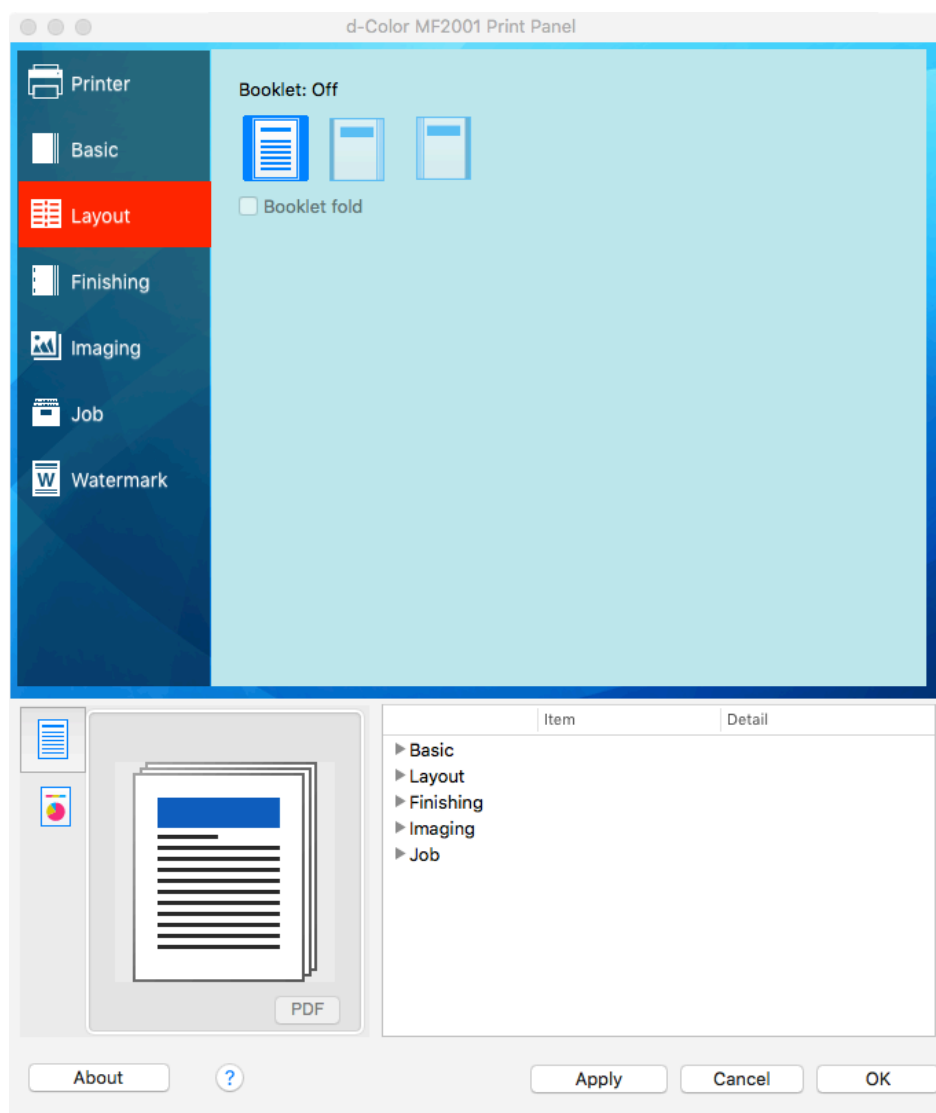 d-Color MF2001 Print Panel
Printer
Basic
Layout
Finishing
Imaging
Job
Watermark
Booklet: Off
Booklet fold
Item Detail
Basic
Layout
Finishing
Imaging
Job
PDF
About ? Apply Cancel OK